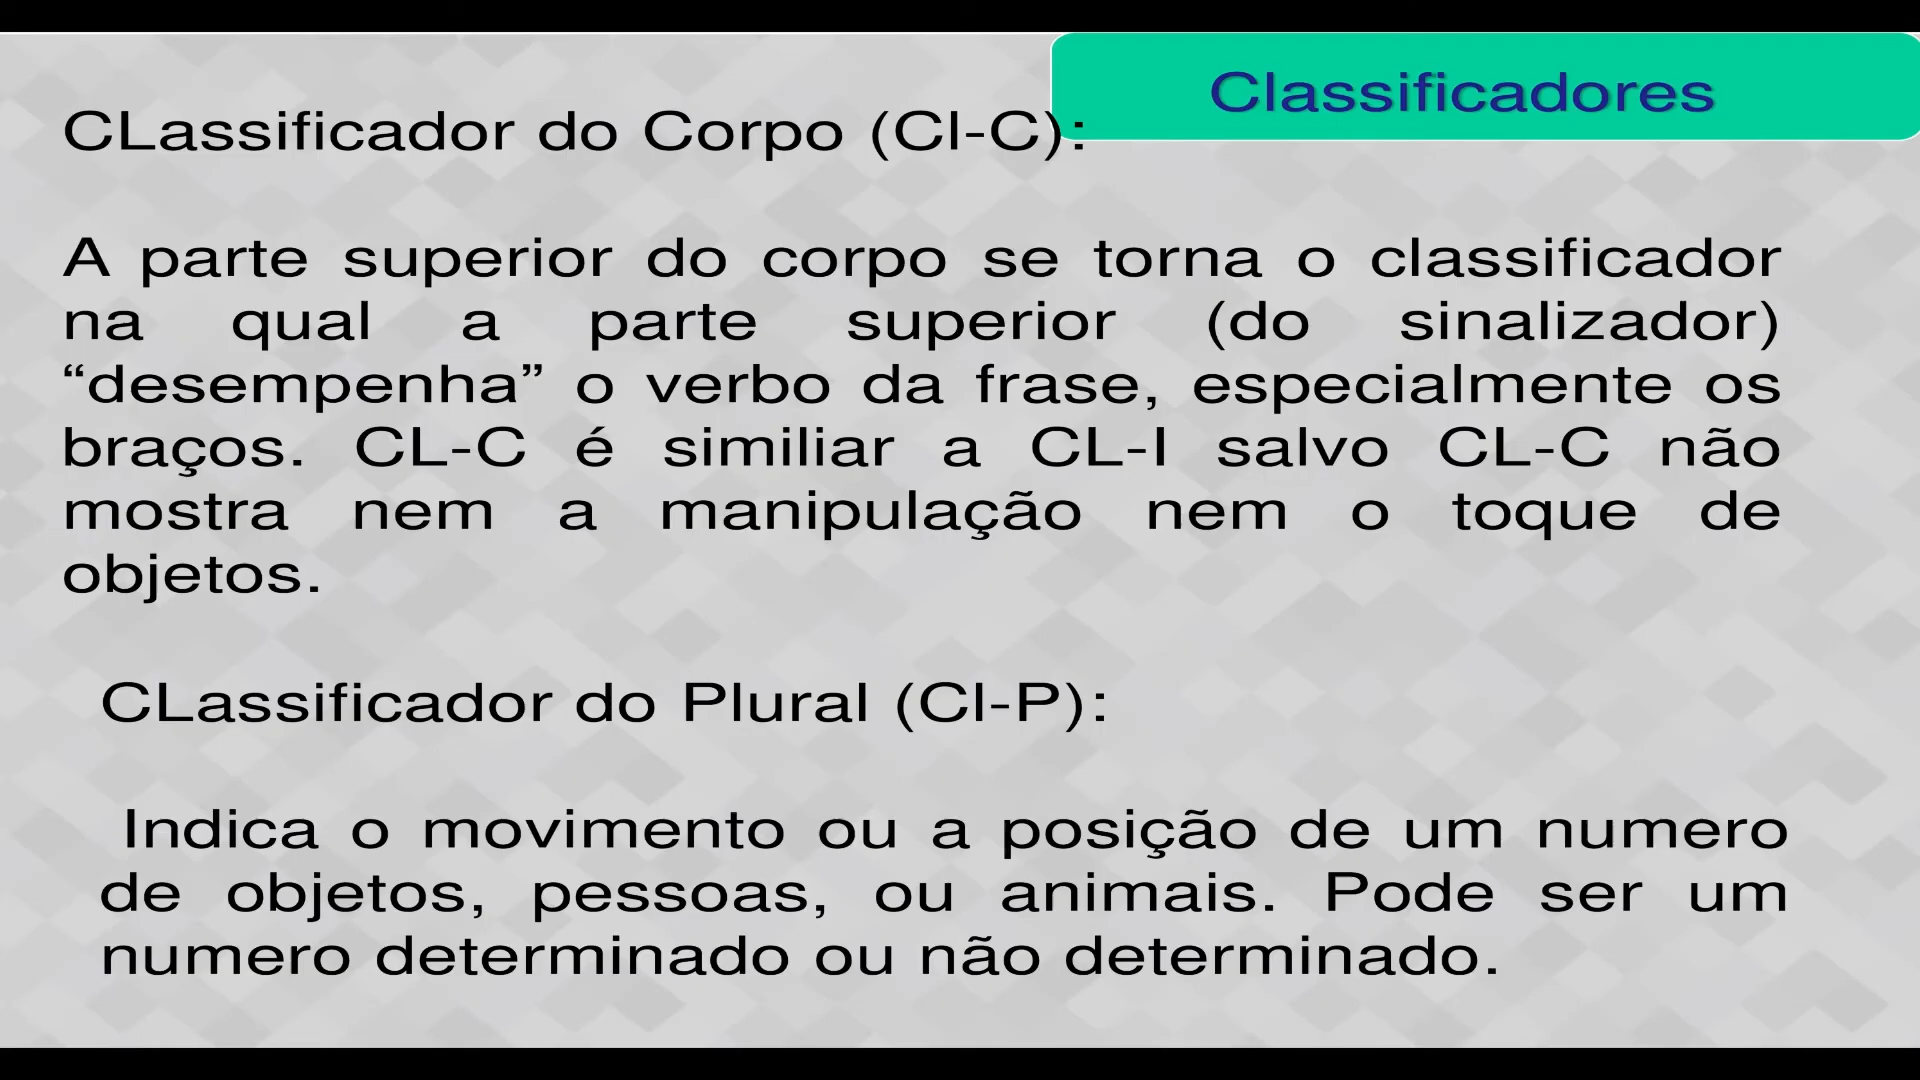 Classificadores
CLassificador do Corpo (Cl-C):
A parte superior do corpo se torna o classificador
na qual a parte superior (do sinalizador)
“desempenha” o verbo da frase, especialmente os
braços. CL-C é similiar a CL-I salvo CL-C não
mostra nem a manipulação nem o toque de
objetos.
CLassificador do Plural (Cl-P):
Indica o movimento ou a posição de um numero
de objetos, pessoas, ou animais. Pode ser um
numero determinado ou não determinado.